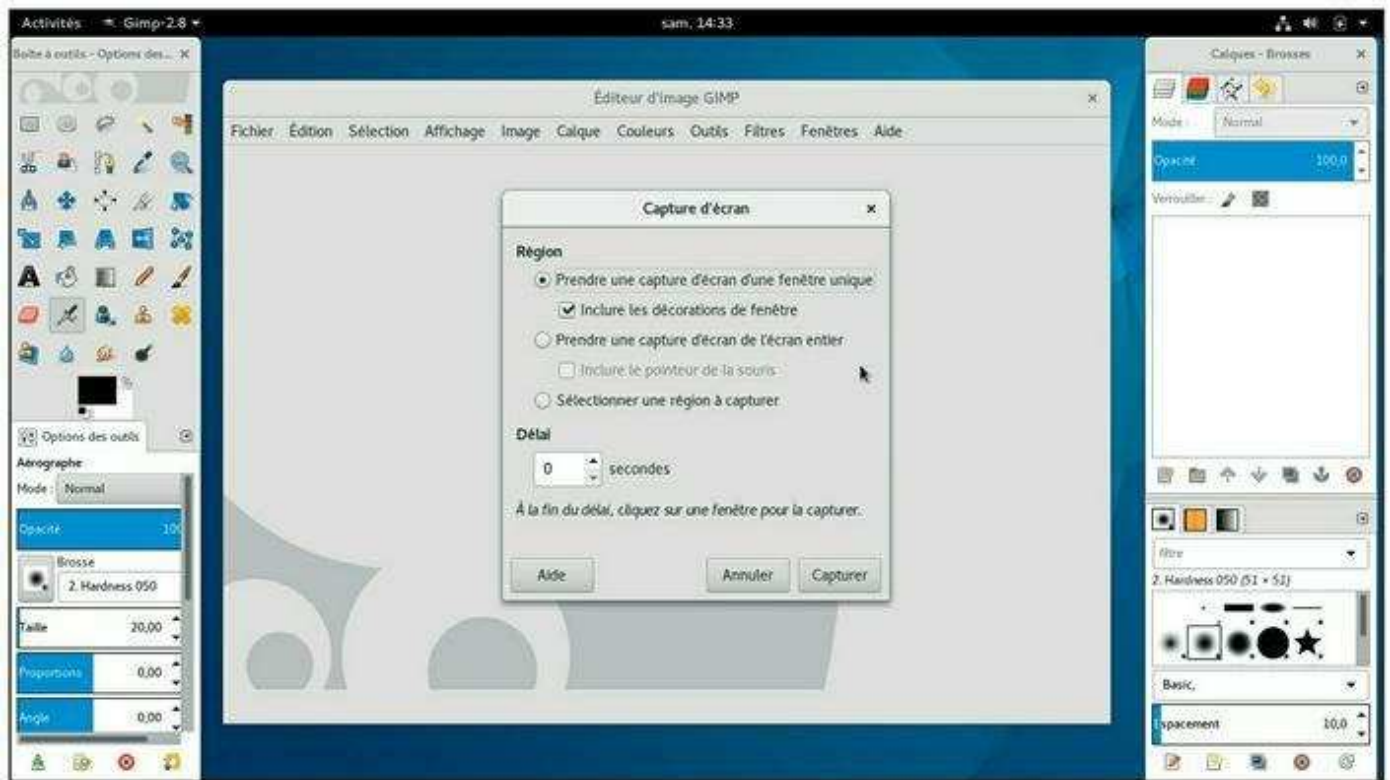 Activités Gimp-2.8 sam. 14:33
Boîte à outils - Options des...
Éditeur d'image GIMP
Fichier Édition Sélection Affichage Image Calque Couleurs Outils Filtres Fenêtres Aide
Capture d'écran
Région
Prendre une capture d'écran d'une fenêtre unique
Inclure les décorations de fenêtre
Prendre une capture d'écran de l'écran entier
Inclure le pointeur de la souris
Sélectionner une région à capturer
Délai
0 secondes
À la fin du délai, cliquez sur une fenêtre pour la capturer.
Aide Annuler Capturer
Options des outils
Aérographe
Mode : Normal
Opacité 100
Brosse
2. Hardness 050
Taille 20,00
Proportions 0,00
Angle 0,00
Calques - Brosses
Mode : Normal
Opacité 100,0
Verrouiller :
filtre
2. Hardness 050 (51 × 51)
Basic,
Espacement 10,0